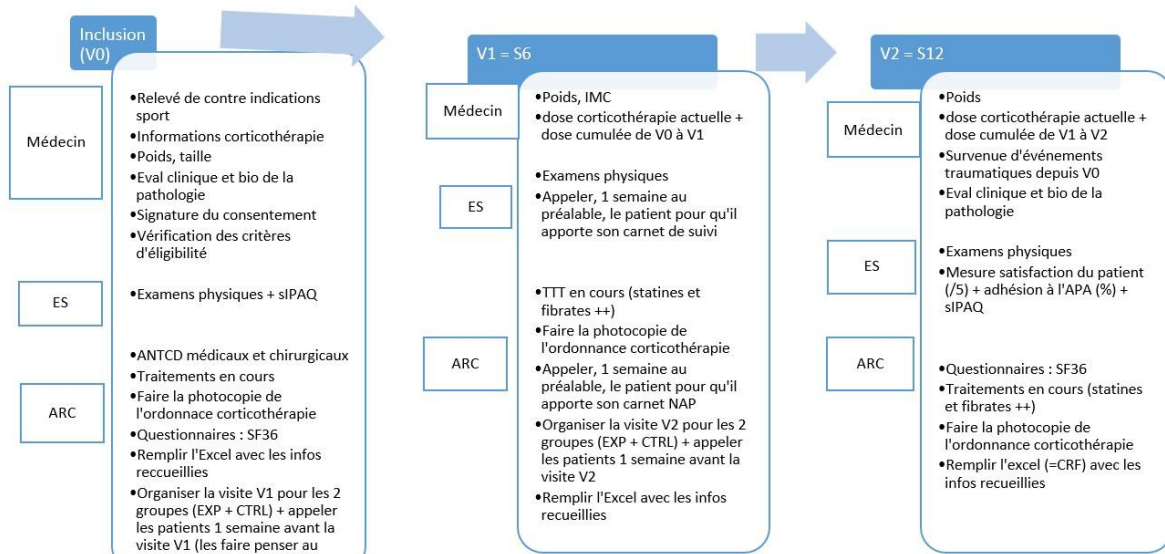 Inclusion
(V0)
Médecin
•Relevé de contre indications
sport
•Informations corticothérapie
•Poids, taille
•Eval clinique et bio de la
pathologie
•Signature du consentement
•Vérification des critères
d'éligibilité
ES
•Examens physiques + sIPAQ
ARC
•ANTCD médicaux et chirurgicaux
•Traitements en cours
•Faire la photocopie de
l'ordonnace corticothérapie
•Questionnaires : SF36
•Remplir l'Excel avec les infos
reccueillies
•Organiser la visite V1 pour les 2
groupes (EXP + CTRL) + appeler
les patients 1 semaine avant la
visite V1 (les faire penser au
V1 = S6
Médecin
•Poids, IMC
•dose corticothérapie actuelle +
dose cumulée de V0 à V1
ES
•Examens physiques
•Appeler, 1 semaine au
préalable, le patient pour qu'il
apporte son carnet de suivi
ARC
•TTT en cours (statines et
fibrates ++)
•Faire la photocopie de
l'ordonnance corticothérapie
•Appeler, 1 semaine au
préalable, le patient pour qu'il
apporte son carnet NAP
•Organiser la visite V2 pour les 2
groupes (EXP + CTRL) + appeler
les patients 1 semaine avant la
visite V2
•Remplir l'Excel avec les infos
recueillies
V2 = S12
Médecin
•Poids
•dose corticothérapie actuelle +
dose cumulée de V1 à V2
•Survenue d'événements
traumatiques depuis V0
•Eval clinique et bio de la
pathologie
ES
•Examens physiques
•Mesure satisfaction du patient
(/5) + adhésion à l'APA (%) +
sIPAQ
ARC
•Questionnaires : SF36
•Traitements en cours (statines
et fibrates ++)
•Faire la photocopie de
l'ordonnance corticothérapie
•Remplir l'excel (=CRF) avec les
infos recueillies